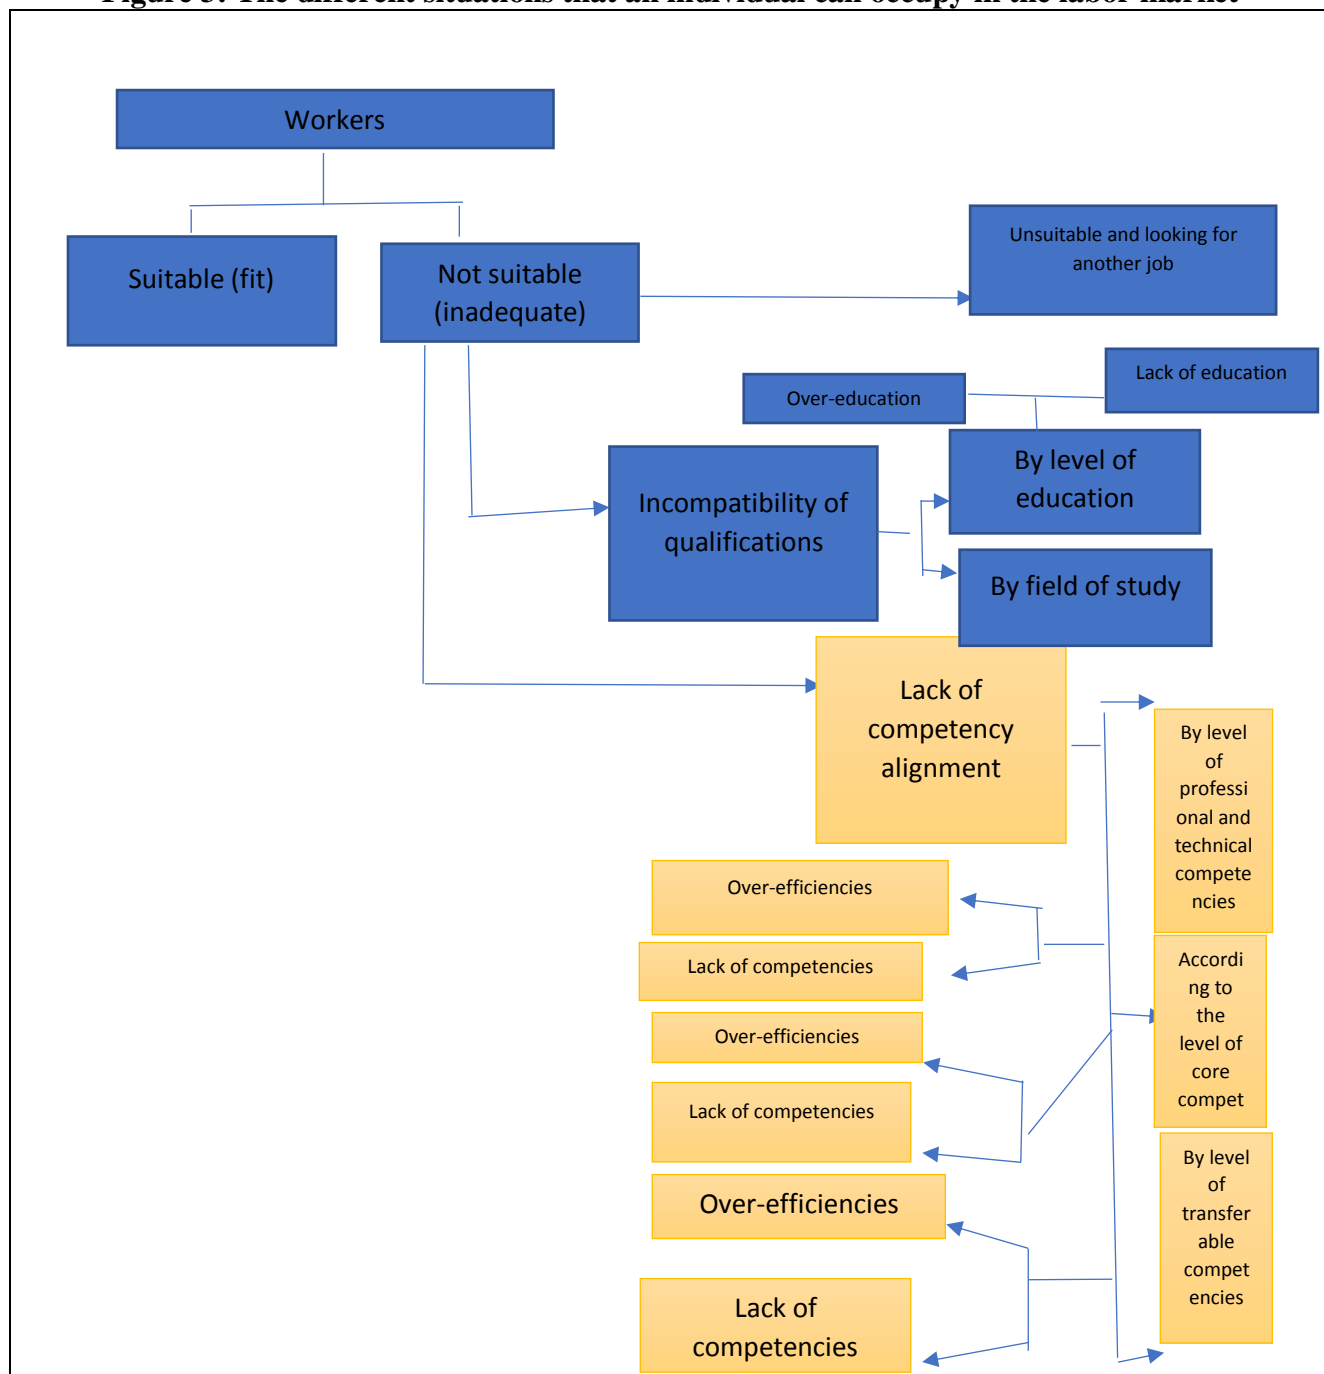 Workers
Suitable (fit)
Not suitable
(inadequate)
Unsuitable and looking for
another job
Over-education
Lack of education
By level of
education
Incompatibility of
qualifications
By field of study
Lack of
competency
alignment
By level
of
professi
onal and
technical
compete
ncies
Over-efficiencies
Lack of competencies
Accordi
ng to
the
level of
core
compet
Over-efficiencies
Lack of competencies
By level
of
transfer
able
compet
encies
Over-efficiencies
Lack of
competencies